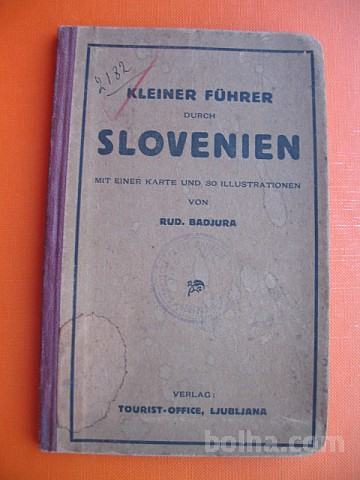 2182
KLEINER FÜHRER
DURCH
SLOVENIEN
MIT EINER KARTE UND 30 ILLUSTRATIONEN
VON
RUD. BADJURA
VERLAG:
TOURIST-OFFICE, LJUBLJANA
bolha.com